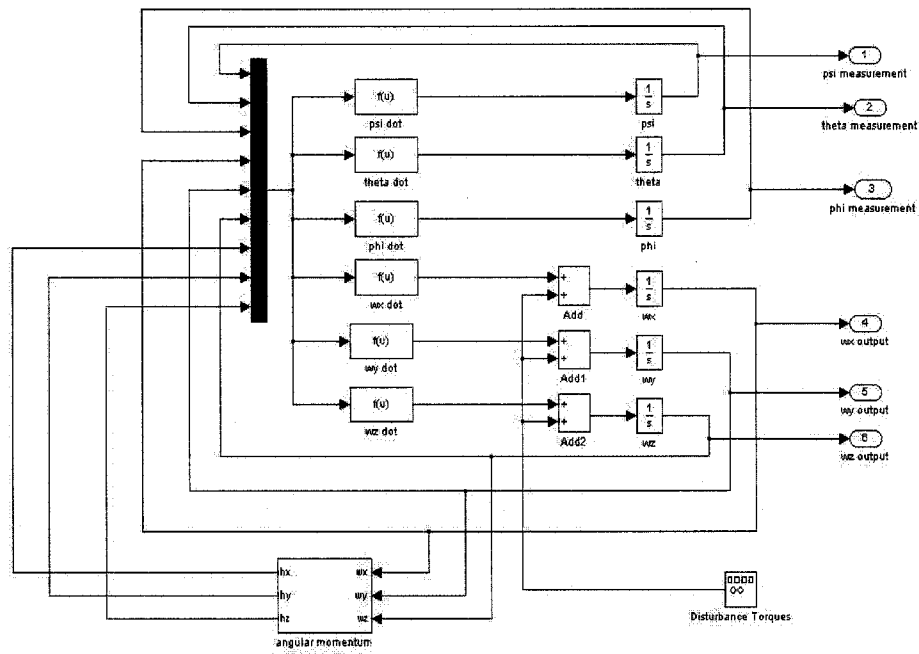 1
psi measurement
f(u)
psi dot
1
s
psi
2
theta measurement
f(u)
theta dot
1
s
theta
3
phi measurement
f(u)
phi dot
1
s
phi
f(u)
wx dot
+
+
Add
1
s
wx
4
wx output
f(u)
wy dot
+
+
Add1
1
s
wy
5
wy output
f(u)
wz dot
+
+
Add2
1
s
wz
6
wz output
hx
wx
hy
wy
hz
wz
angular momentum
Disturbance Torques